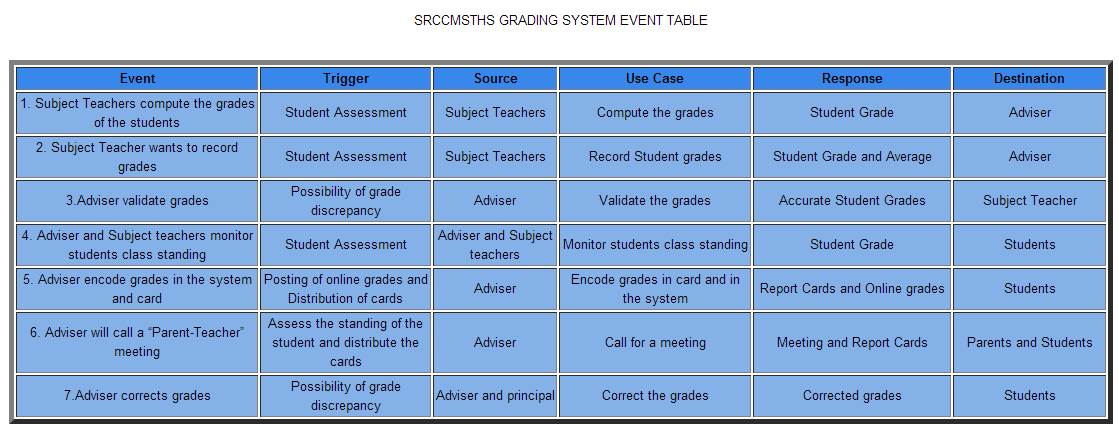 SRCCMSTHS GRADING SYSTEM EVENT TABLE
Event Trigger Source Use Case Response Destination
1. Subject Teachers compute the grades
of the students
Student Assessment
Subject Teachers
Compute the grades
Student Grade
Adviser
2. Subject Teacher wants to record
grades
Student Assessment
Subject Teachers
Record Student grades
Student Grade and Average
Adviser
3.Adviser validate grades
Possibility of grade
discrepancy
Adviser
Validate the grades
Accurate Student Grades
Subject Teacher
4. Adviser and Subject teachers monitor
students class standing
Student Assessment
Adviser and Subject
teachers
Monitor students class standing
Student Grade
Students
5. Adviser encode grades in the system
and card
Posting of online grades and
Distribution of cards
Adviser
Encode grades in card and in
the system
Report Cards and Online grades
Students
6. Adviser will call a “Parent-Teacher”
meeting
Assess the standing of the
student and distribute the
cards
Adviser
Call for a meeting
Meeting and Report Cards
Parents and Students
7.Adviser corrects grades
Possibility of grade
discrepancy
Adviser and principal
Correct the grades
Corrected grades
Students